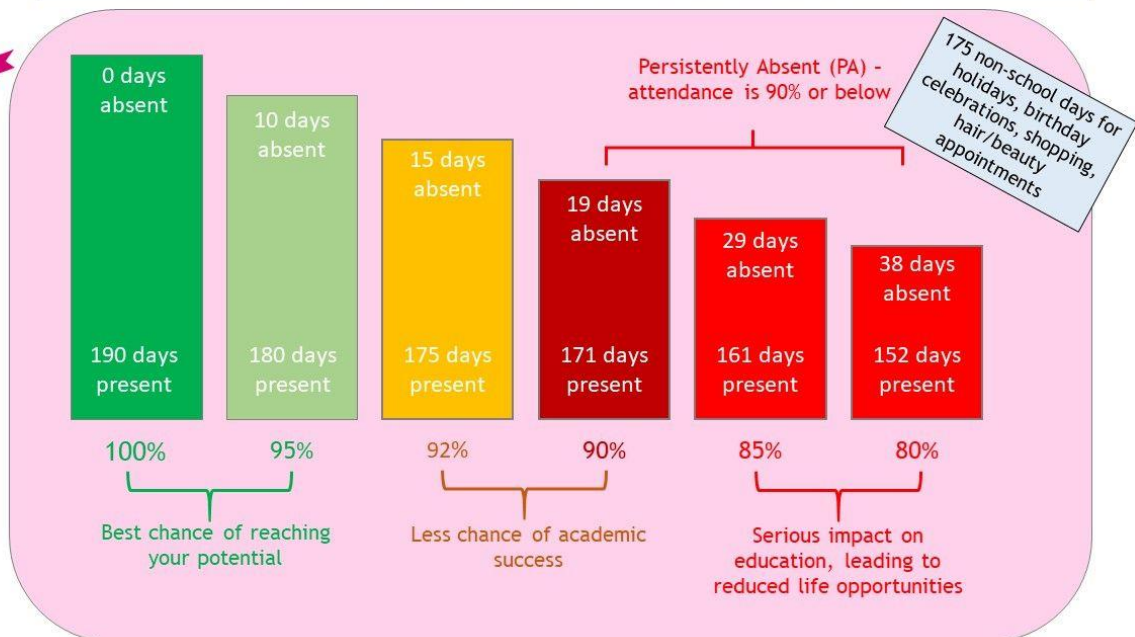 0 days
absent
10 days
absent
15 days
absent
19 days
absent
29 days
absent
38 days
absent
Persistently Absent (PA) –
attendance is 90% or below
175 non-school days for
holidays, birthday
celebrations, shopping,
hair/beauty
appointments
190 days
present
180 days
present
175 days
present
171 days
present
161 days
present
152 days
present
100%
95%
92%
90%
85%
80%
Best chance of reaching
your potential
Less chance of academic
success
Serious impact on
education, leading to
reduced life opportunities